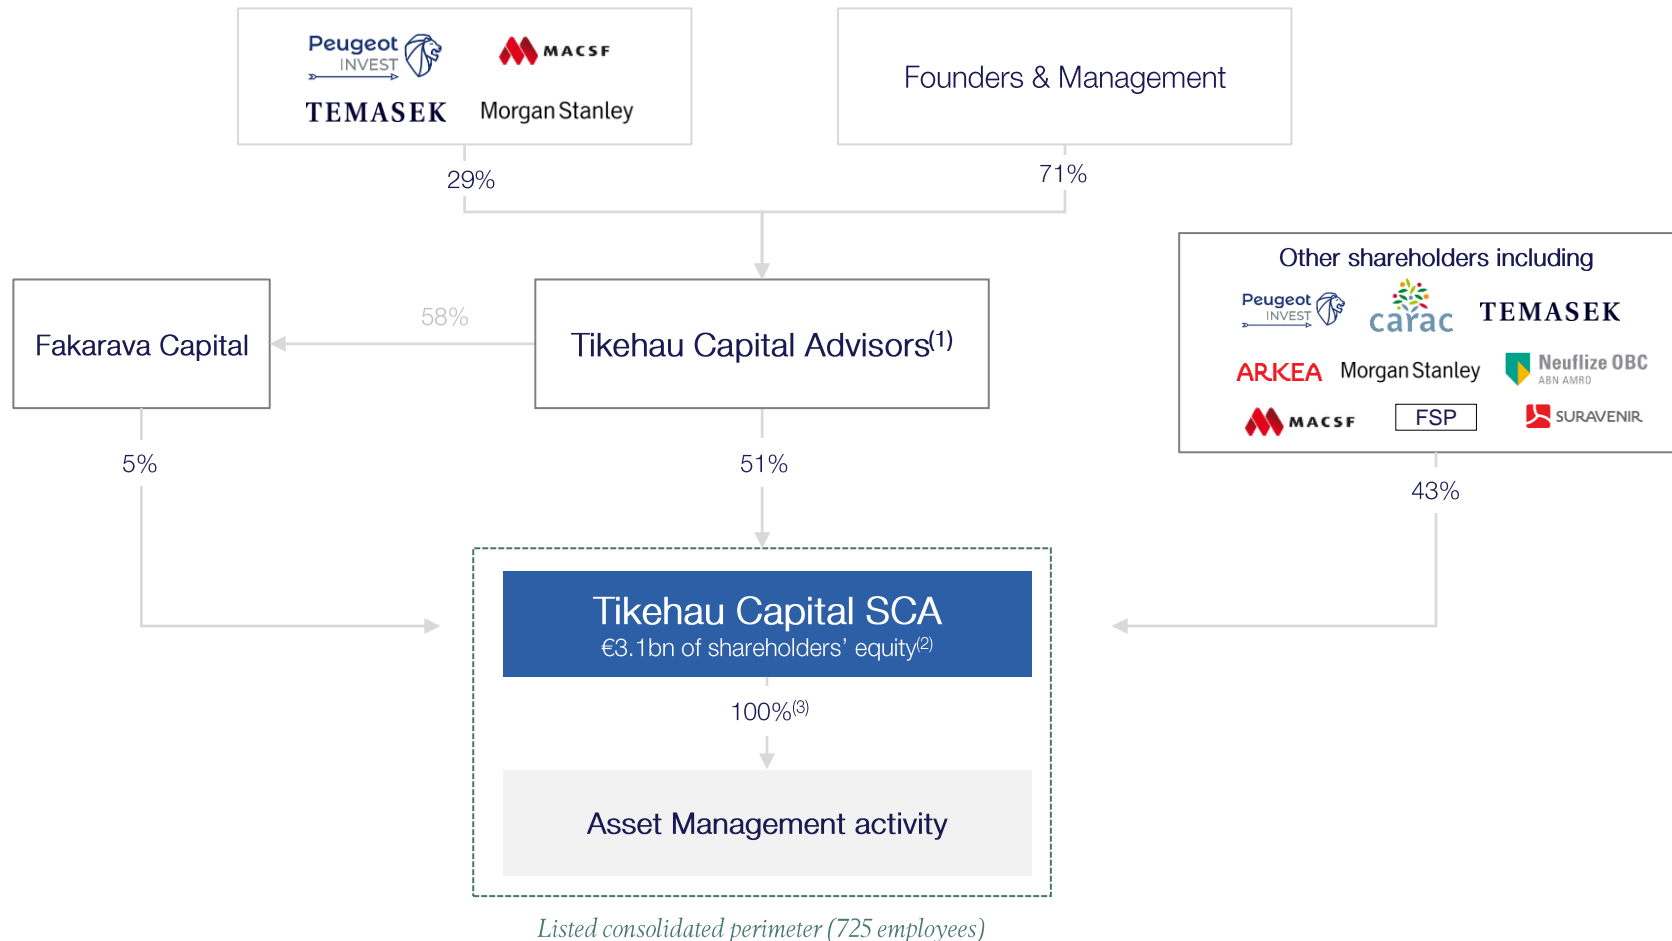 Peugeot
INVEST
MACSF
TEMASEK
Morgan Stanley
Founders & Management
29%
71%
Other shareholders including
Peugeot
INVEST
carac
TEMASEK
ARKEA
Morgan Stanley
Neuflize OBC
ABN AMRO
MACSF
FSP
SURAVENIR
Fakarava Capital
58%
Tikehau Capital Advisors(1)
5%
51%
43%
Tikehau Capital SCA
€3.1bn of shareholders’ equity(2)
100%(3)
Asset Management activity
Listed consolidated perimeter (725 employees)